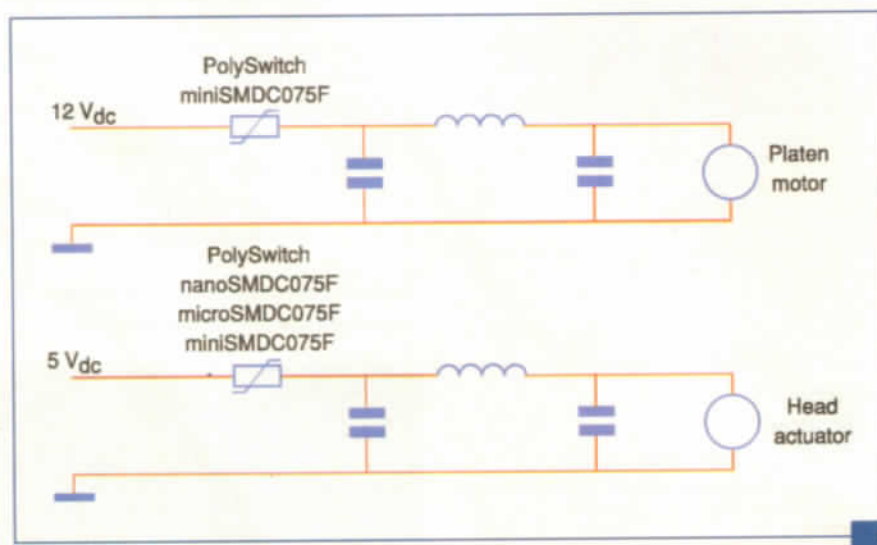 PolySwitch
miniSMDC075F
12 Vdc
Platen
motor
PolySwitch
nanoSMDC075F
microSMDC075F
miniSMDC075F
5 Vdc
Head
actuator